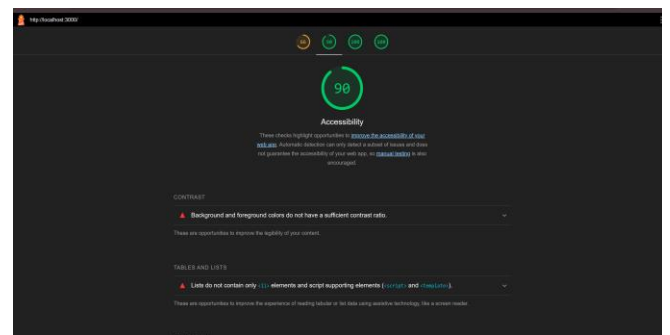 http://localhost:3000/
90
100
100
90
Accessibility
These checks highlight opportunities to improve the accessibility of your
web app. Automatic detection can only detect a subset of issues and does
not guarantee the accessibility of your web app, so manual testing is also
encouraged.
CONTRAST
Background and foreground colors do not have a sufficient contrast ratio.
These are opportunities to improve the legibility of your content.
TABLES AND LISTS
Lists do not contain only <li> elements and script supporting elements (<script> and <template>).
These are opportunities to improve the experience of reading tabular or list data using assistive technology, like a screen reader.